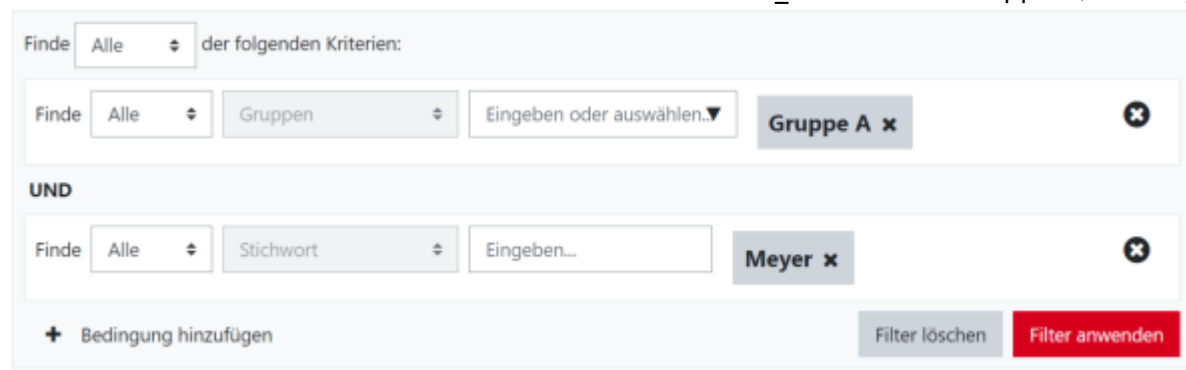 Finde Alle der folgenden Kriterien:
Finde Alle Gruppen Eingeben oder auswählen.. Gruppe A ×
UND
Finde Alle Stichwort Eingeben... Meyer ×
+ Bedingung hinzufügen Filter löschen Filter anwenden